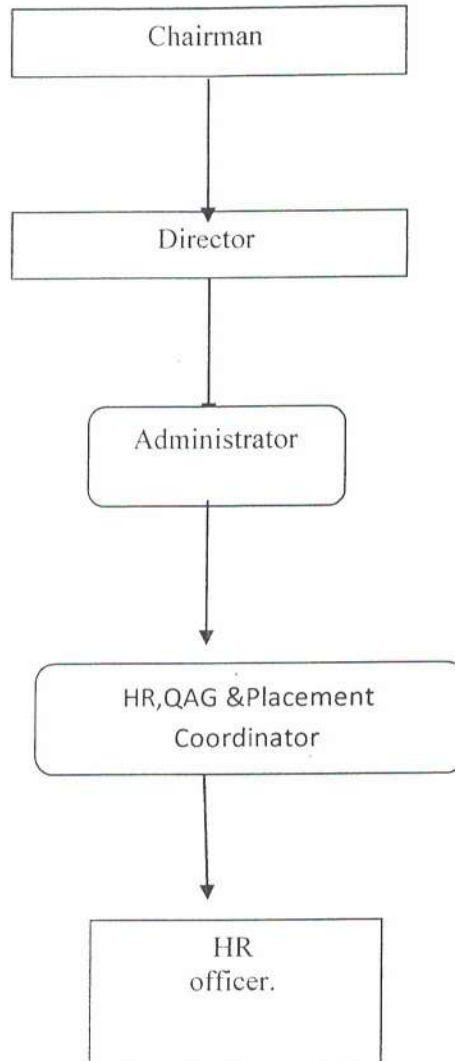 Chairman
Director
Administrator
HR,QAG &Placement
Coordinator
HR
officer.